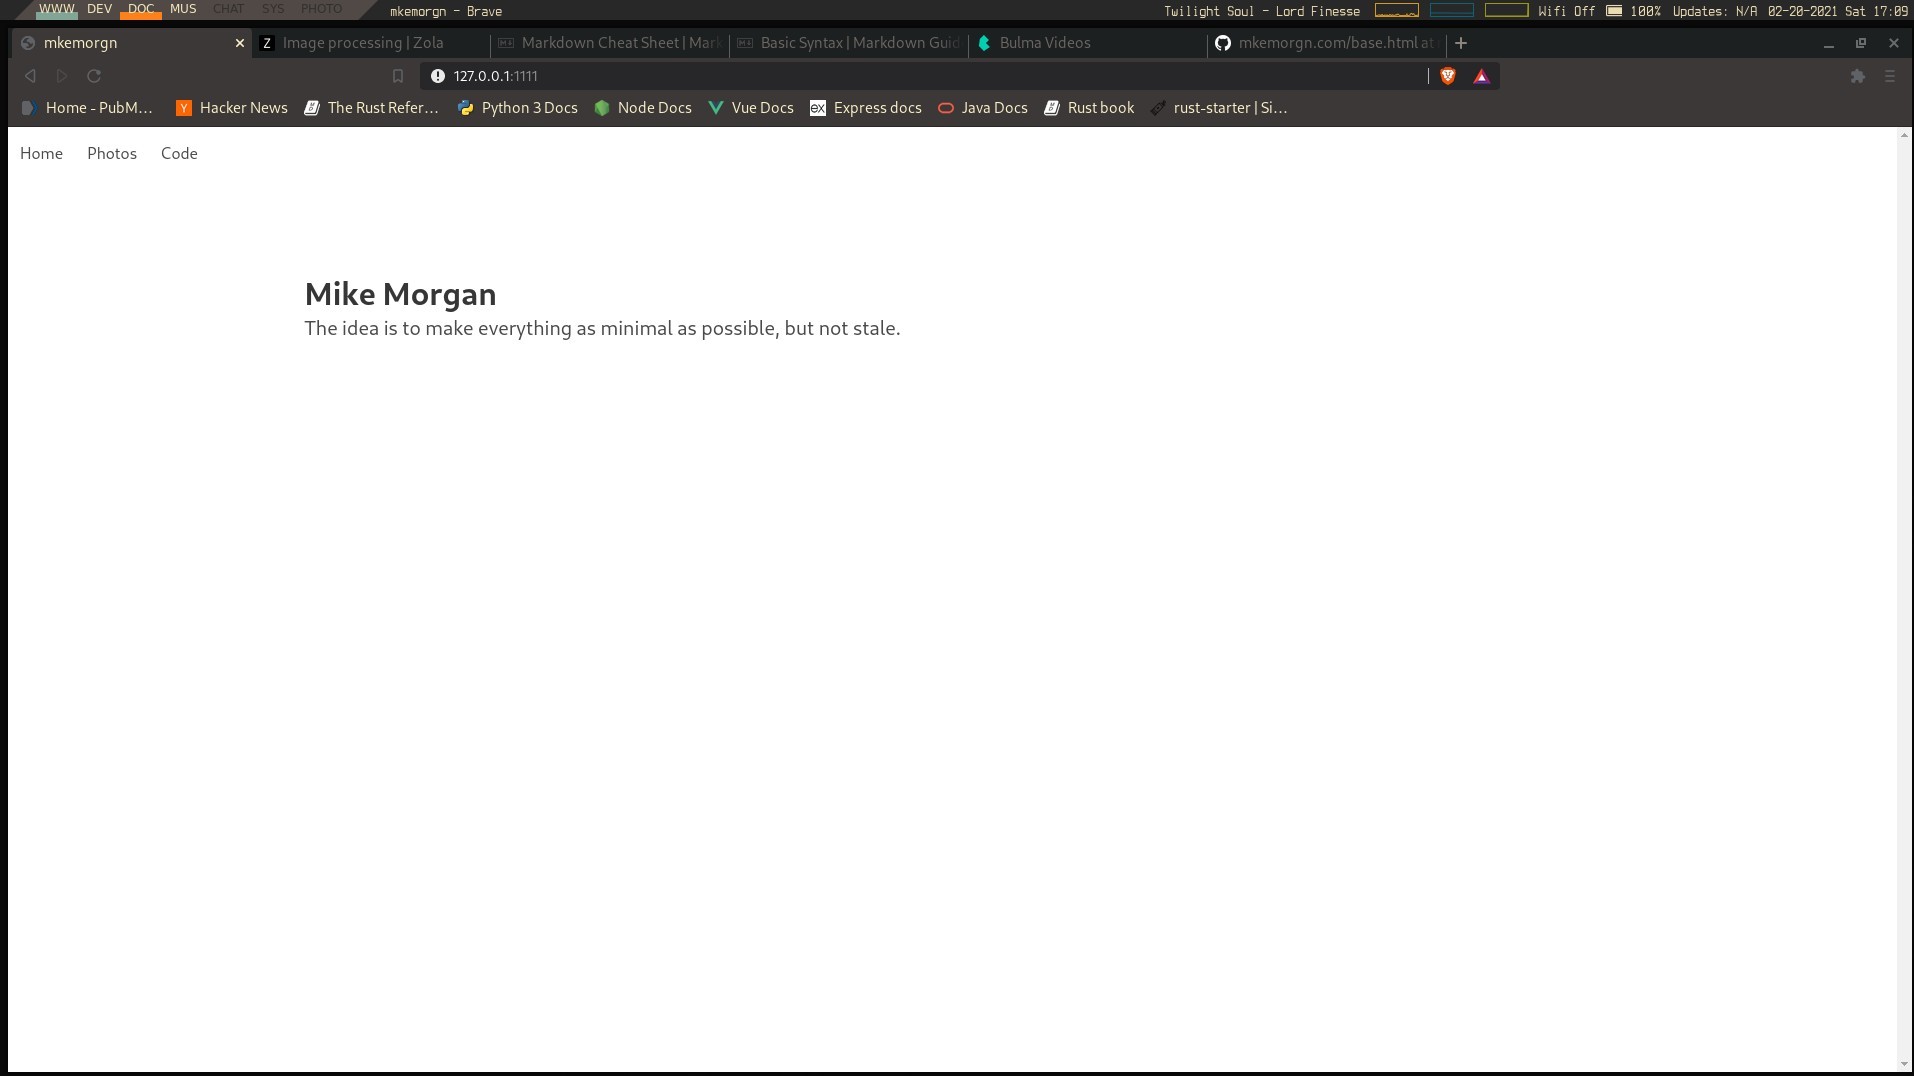 WWW DEV DOC MUS CHAT SYS PHOTO mkemorgn - Brave Twilight Soul - Lord Finesse Wifi Off 100% Updates: N/A 02-20-2021 Sat 17:09
mkemorgn Image processing | Zola Markdown Cheat Sheet | Mark Basic Syntax | Markdown Guid Bulma Videos mkemorgn.com/base.html at
127.0.0.1:1111
Home - PubM... Hacker News The Rust Refer... Python 3 Docs Node Docs Vue Docs Express docs Java Docs Rust book rust-starter | Si...
Home Photos Code
Mike Morgan
The idea is to make everything as minimal as possible, but not stale.